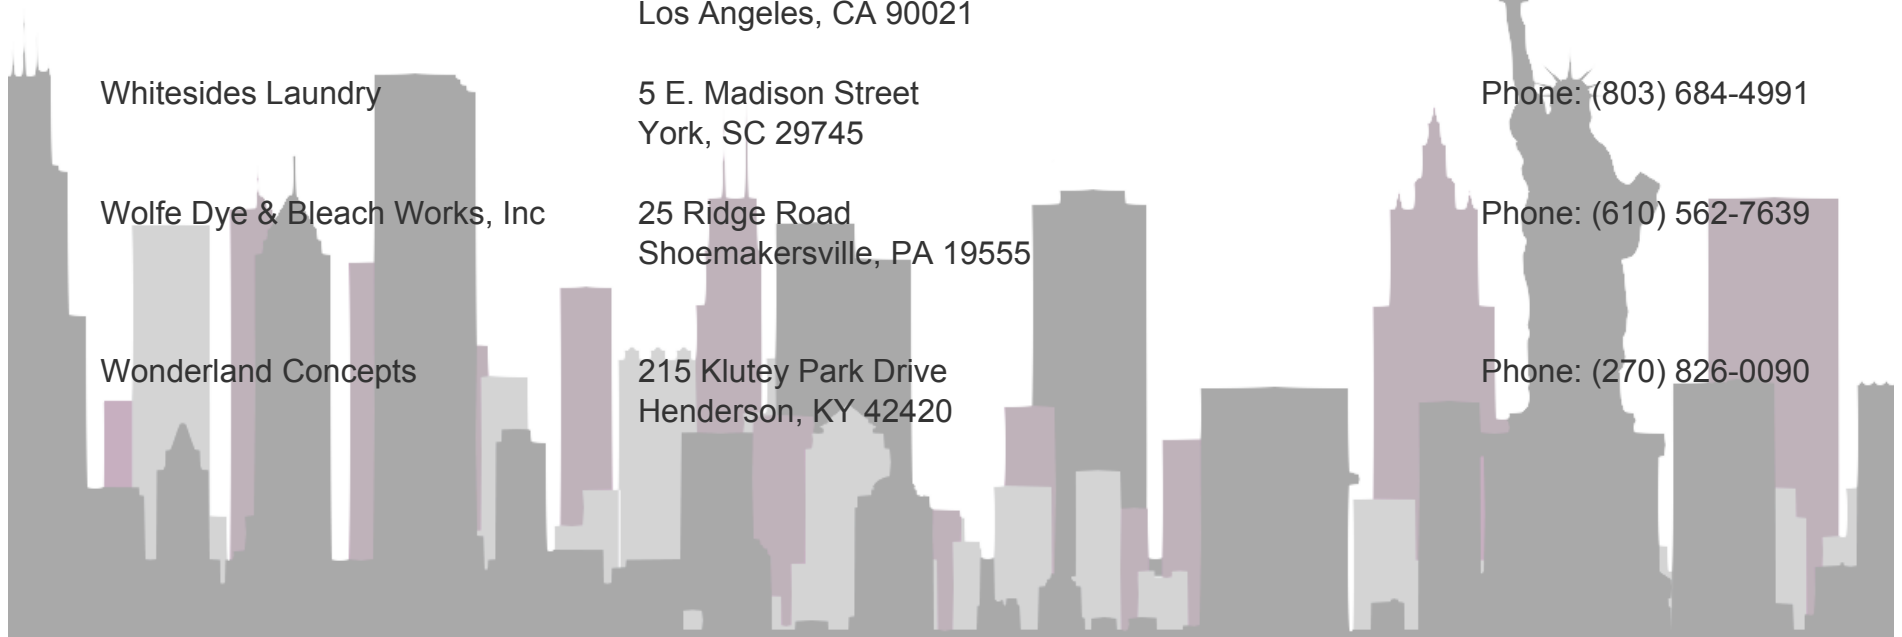 Los Angeles, CA 90021
Whitesides Laundry 5 E. Madison Street Phone: (803) 684-4991
York, SC 29745
Wolfe Dye & Bleach Works, Inc 25 Ridge Road Phone: (610) 562-7639
Shoemakersville, PA 19555
Wonderland Concepts 215 Klutey Park Drive Phone: (270) 826-0090
Henderson, KY 42420